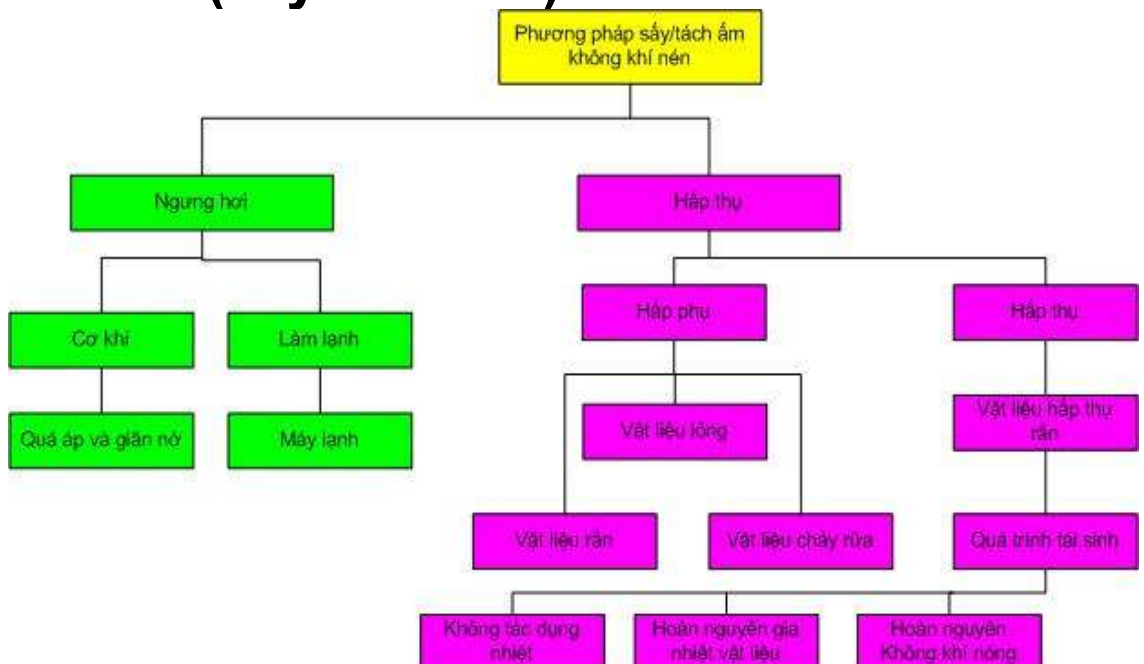 Phương pháp sấy/tách ẩm
không khí nén
Ngưng hơi
Hấp thụ
Cơ khí
Làm lạnh
Hấp phụ
Hấp thụ
Quá áp và giãn nở
Máy lạnh
Vật liệu lỏng
Vật liệu hấp thụ
rắn
Vật liệu rắn
Vật liệu chảy rữa
Quá trình tái sinh
Không tác dụng
nhiệt
Hoàn nguyên gia
nhiệt vật liệu
Hoàn nguyên
Không khí nóng